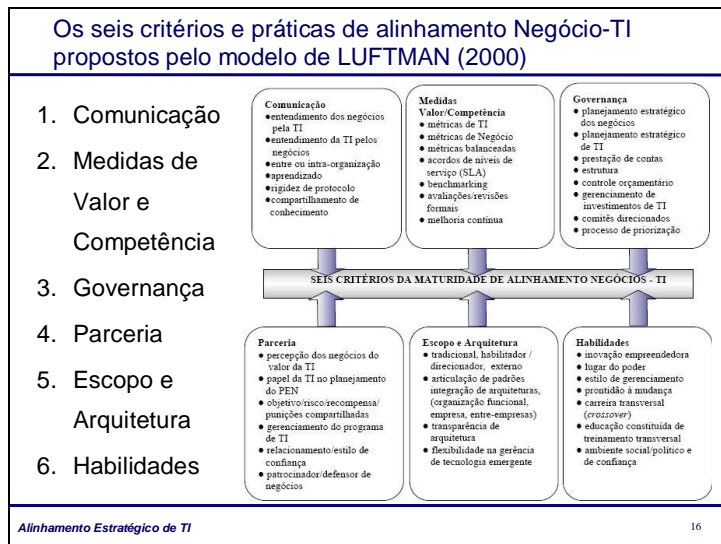 Os seis critérios e práticas de alinhamento Negócio-TI
propostos pelo modelo de LUFTMAN (2000)
1. Comunicação
2. Medidas de
Valor e
Competência
3. Governança
4. Parceria
5. Escopo e
Arquitetura
6. Habilidades
Comunicação
●entendimento dos negócios
pela TI
●entendimento da TI pelos
negócios
●entre ou intra-organização
●aprendizado
●rigidez de protocolo
●compartilhamento de
conhecimento
Medidas
Valor/Competência
● métricas de TI
● métricas de Negócio
● métricas balanceadas
● acordos de níveis de
serviço (SLA)
● benchmarking
● avaliações/revisões
formais
● melhoria contínua
Governança
● planejamento estratégico
dos negócios
● planejamento estratégico
de TI
● prestação de contas
● estrutura
● controle orçamentário
● gerenciamento de
investimentos de TI
● comitês direcionados
● processo de priorização
SEIS CRITÉRIOS DA MATURIDADE DE ALINHAMENTO NEGÓCIOS - TI
Parceria
● percepção dos negócios do
valor da TI
● papel da TI no planejamento
do PEN
● objetivo/risco/recompensa/
punições compartilhadas
● gerenciamento do programa
de TI
● relacionamento/estilo de
confiança
● patrocinador/defensor de
negócios
Escopo e Arquitetura
● tradicional, habilitador /
direcionador, externo
● articulação de padrões
integração de arquiteturas,
(organização funcional,
empresa, entre-empresas)
● transparência de
arquitetura
● flexibilidade na gerência
de tecnologia emergente
Habilidades
● inovação empreendedora
● lugar do poder
● estilo de gerenciamento
● prontidão à mudança
● carreira transversal
(crossover)
● educação constituída de
treinamento transversal
● ambiente social/político e
de confiança
Alinhamento Estratégico de TI
16